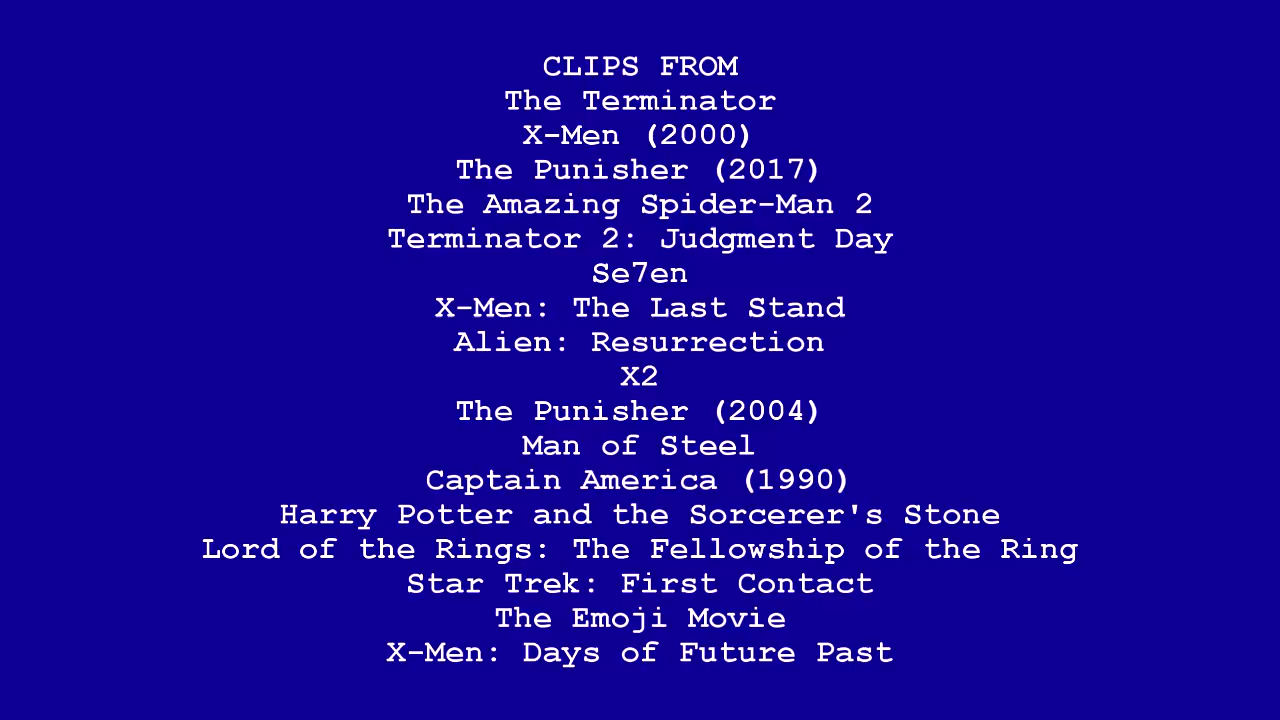 CLIPS FROM
The Terminator
X-Men (2000)
The Punisher (2017)
The Amazing Spider-Man 2
Terminator 2: Judgment Day
Se7en
X-Men: The Last Stand
Alien: Resurrection
X2
The Punisher (2004)
Man of Steel
Captain America (1990)
Harry Potter and the Sorcerer's Stone
Lord of the Rings: The Fellowship of the Ring
Star Trek: First Contact
The Emoji Movie
X-Men: Days of Future Past